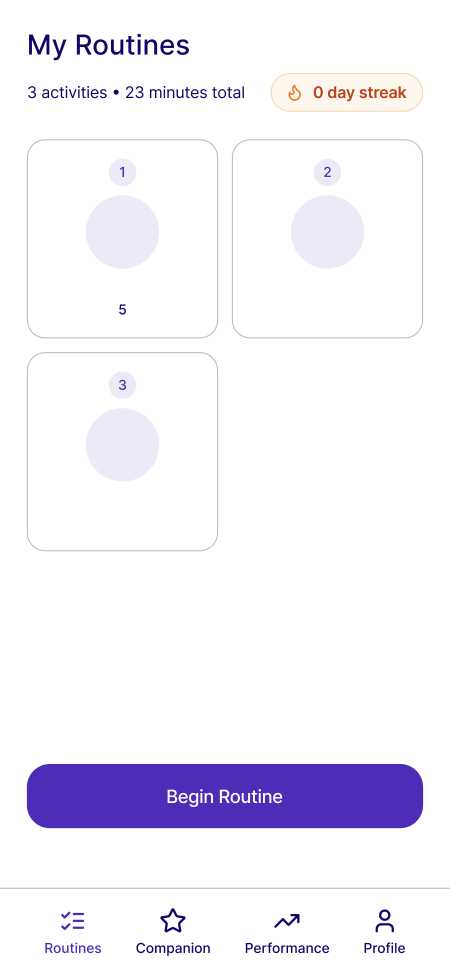 My Routines
3 activities • 23 minutes total
0 day streak
1
2
5
3
Begin Routine
Routines
Companion
Performance
Profile